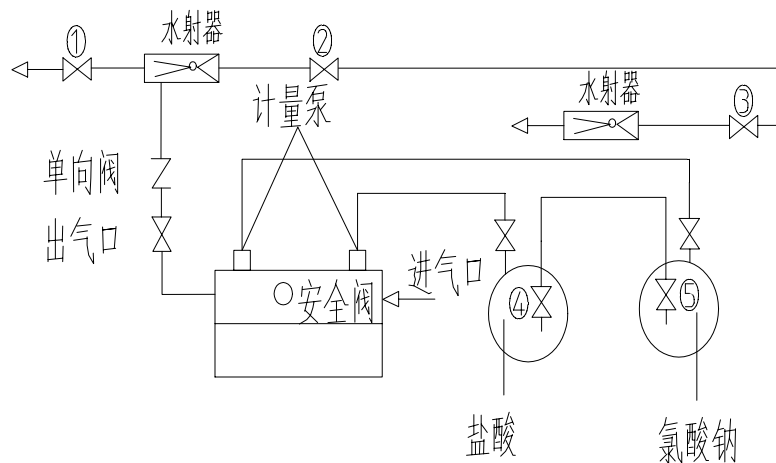 ① 水射器 ②
计量泵
水射器 ③
单向阀
出气口
进气口
安全阀
④ ⑤
盐酸
氯酸钠